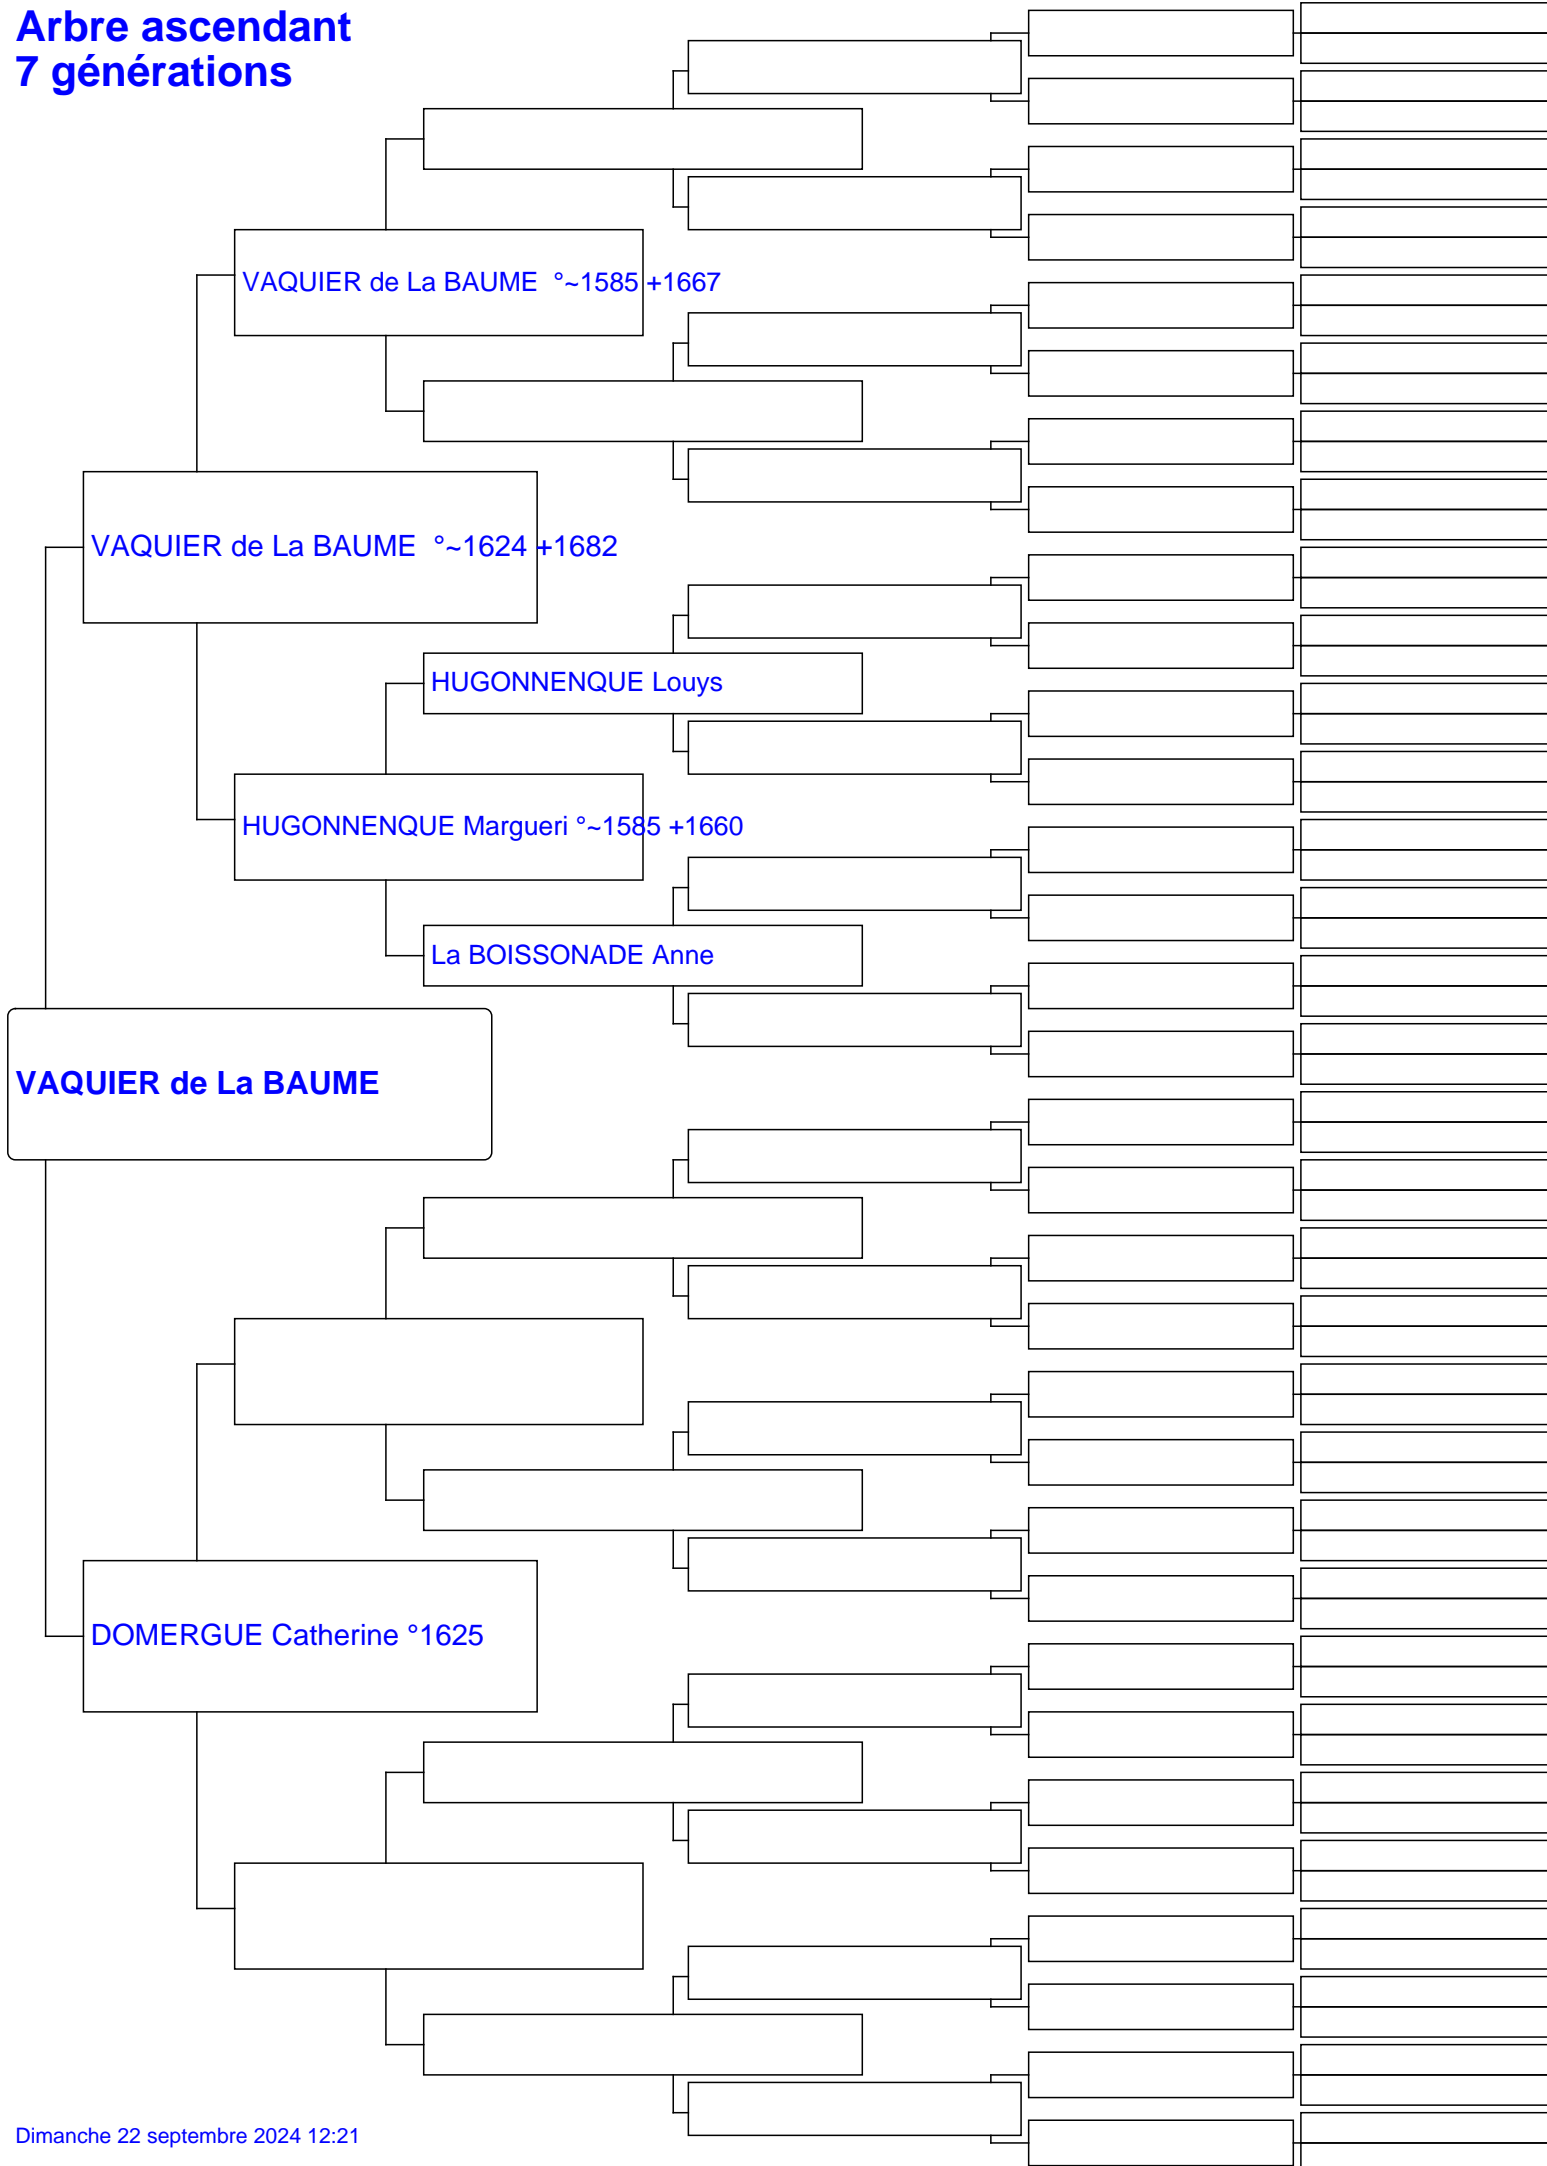 Arbre ascendant
7 générations
VAQUIER de La BAUME °~1585 +1667
VAQUIER de La BAUME °~1624 +1682
HUGONNENQUE Louys
HUGONNENQUE Margueri °~1585 +1660
La BOISSONADE Anne
VAQUIER de La BAUME
DOMERGUE Catherine °1625
Dimanche 22 septembre 2024 12:21